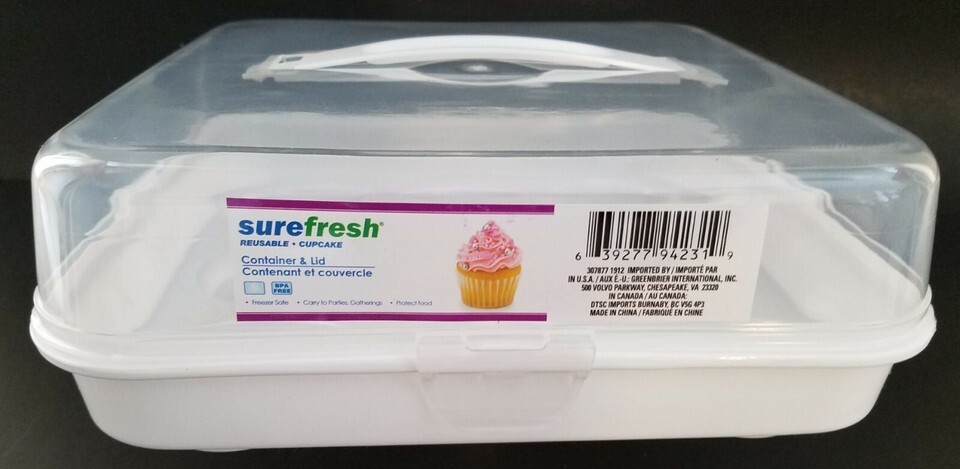 surefresh®
REUSABLE • CUPCAKE
Container & Lid
Contenant et couvercle
BPA
FREE
• Freezer Safe • Carry to Parties, Gatherings • Protect food
6 39277 94231 9
307877 1912 IMPORTED BY / IMPORTÉ PAR
IN U.S.A. / AUX É.-U.: GREENBRIER INTERNATIONAL, INC.
500 VOLVO PARKWAY, CHESAPEAKE, VA 23320
IN CANADA / AU CANADA:
DTSC IMPORTS BURNABY, BC V5G 4P3
MADE IN CHINA / FABRIQUÉ EN CHINE